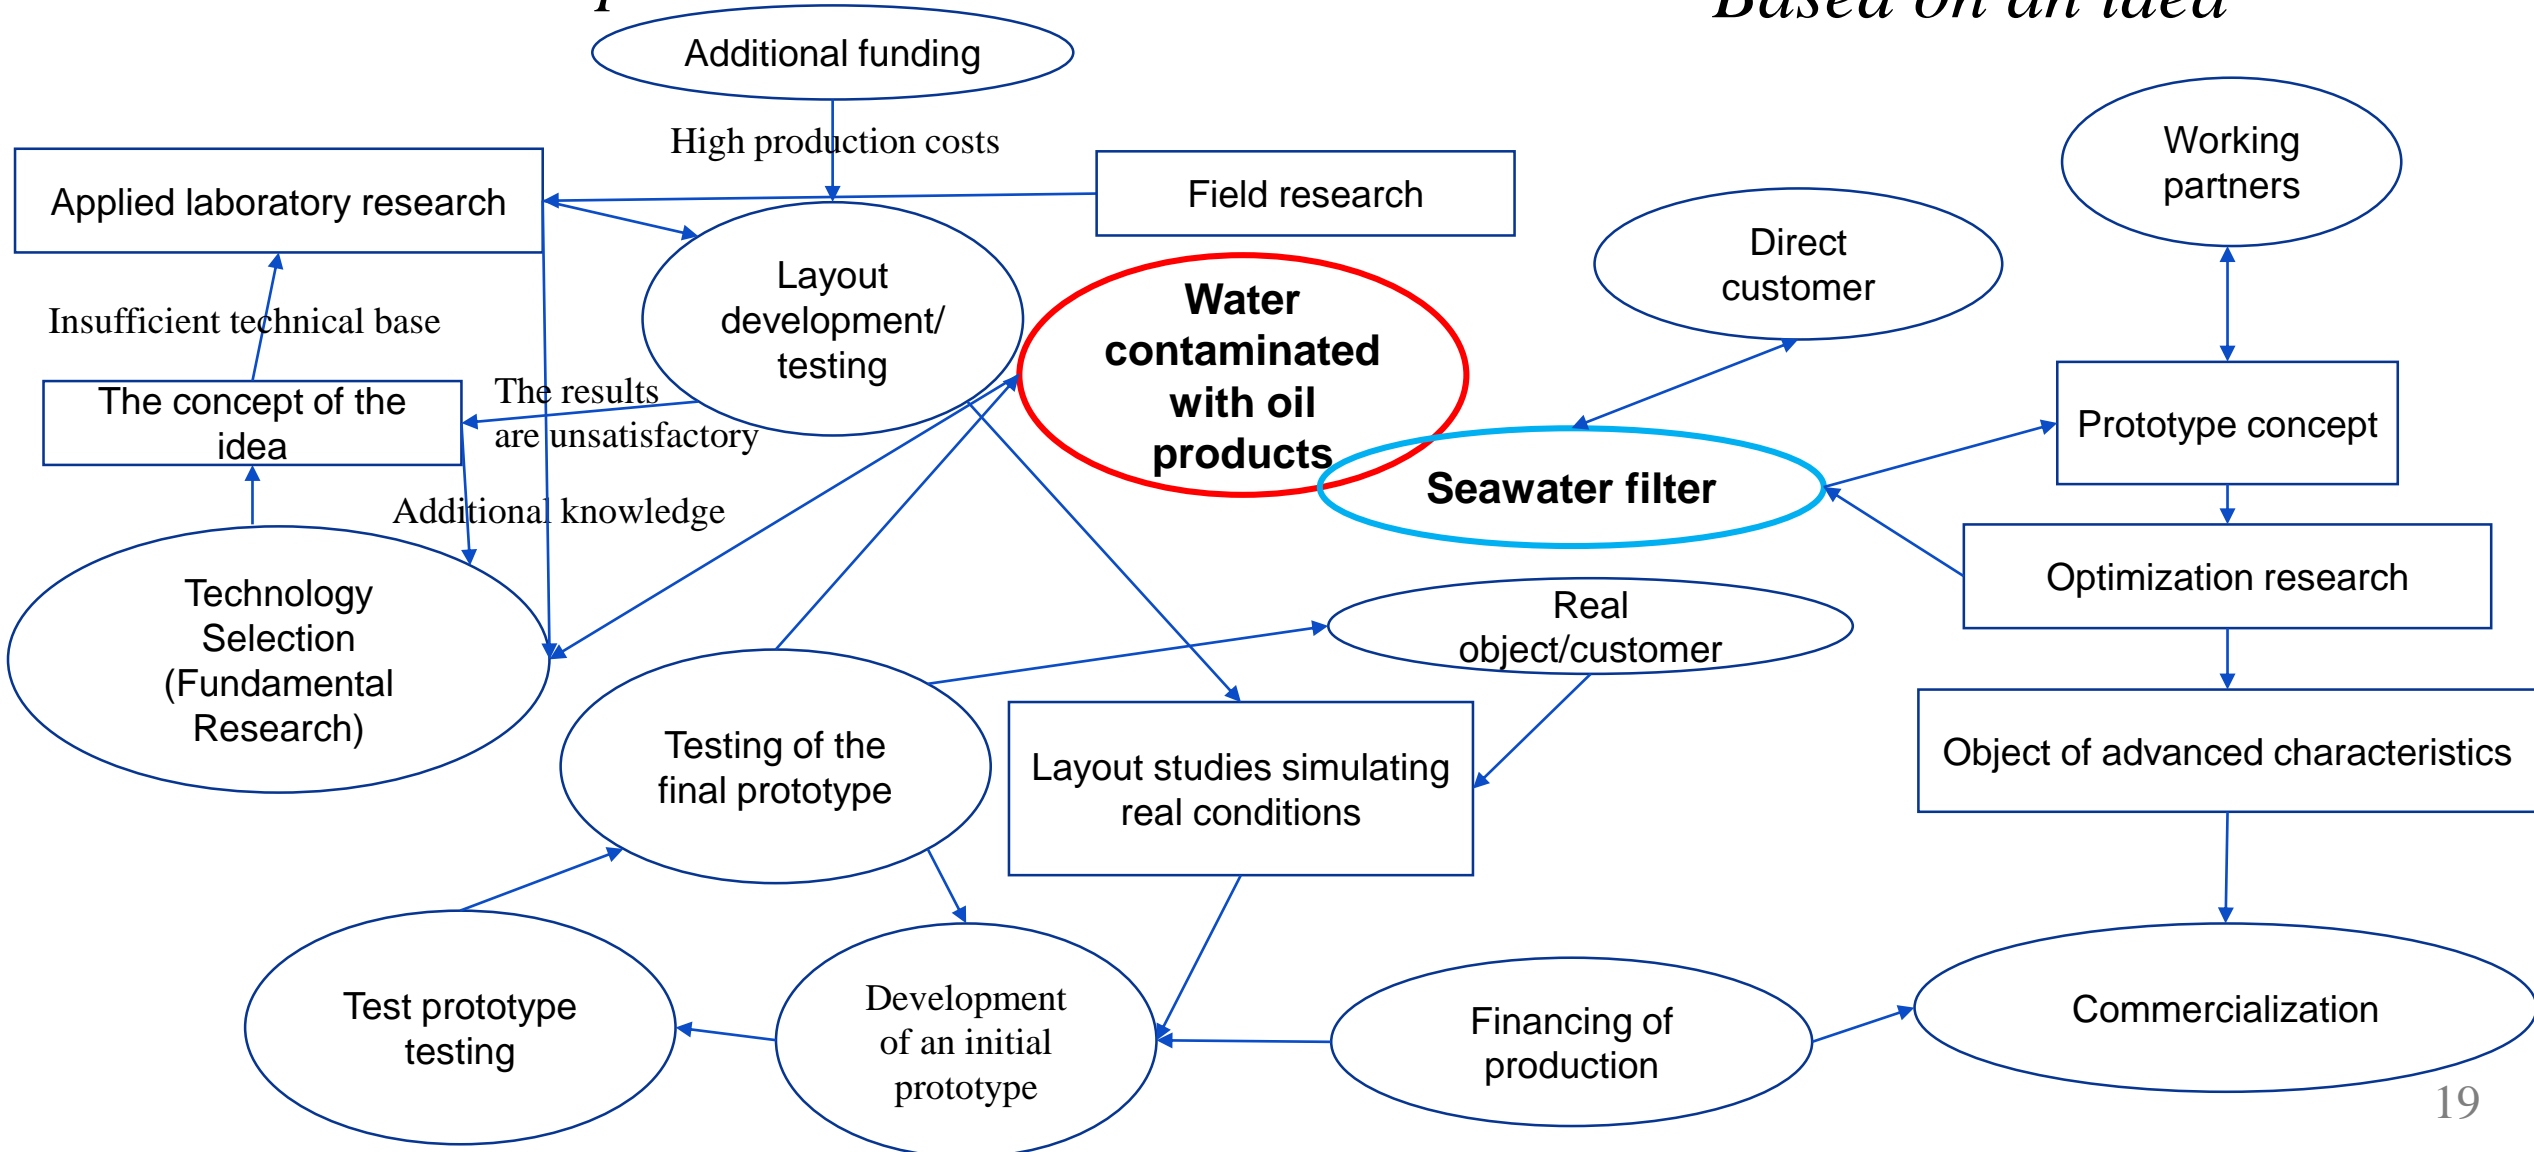 Based on an idea
Additional funding
High production costs
Working
partners
Applied laboratory research
Field research
Direct
customer
Layout
development/
testing
Water
contaminated
with oil
products
Insufficient technical base
The concept of the
idea
The results
are unsatisfactory
Prototype concept
Seawater filter
Additional knowledge
Technology
Selection
(Fundamental
Research)
Optimization research
Real
object/customer
Testing of the
final prototype
Layout studies simulating
real conditions
Object of advanced characteristics
Test prototype
testing
Development
of an initial
prototype
Financing of
production
Commercialization
19